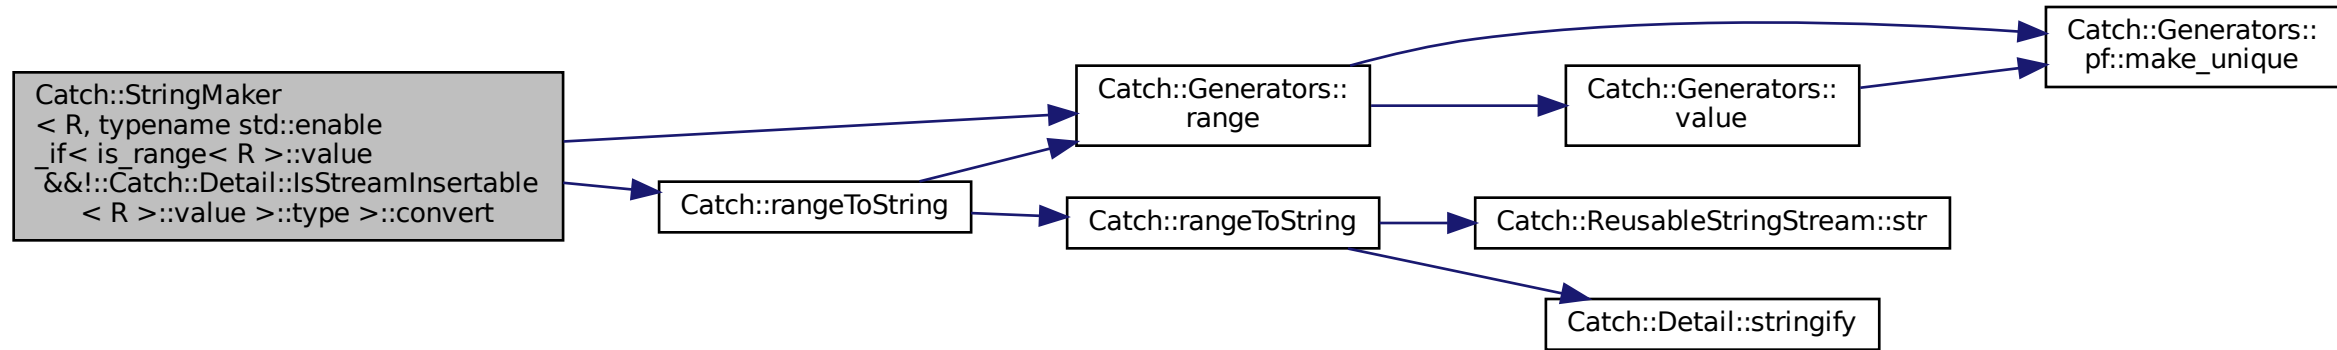 Catch::StringMaker
< R, typename std::enable
_if< is_range< R >::value
&&!::Catch::Detail::IsStreamInsertable
< R >::value >::type >::convert
Catch::rangeToString
Catch::Generators::
range
Catch::rangeToString
Catch::Generators::
value
Catch::ReusableStringStream::str
Catch::Detail::stringify
Catch::Generators::
pf::make_unique